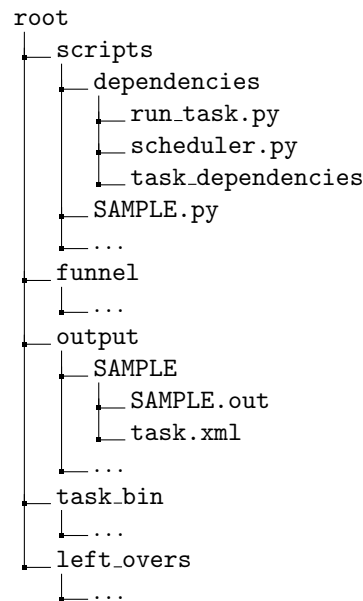 root
scripts
dependencies
run_task.py
scheduler.py
task_dependencies
SAMPLE.py
...
funnel
...
output
SAMPLE
SAMPLE.out
task.xml
...
task_bin
...
left_overs
...